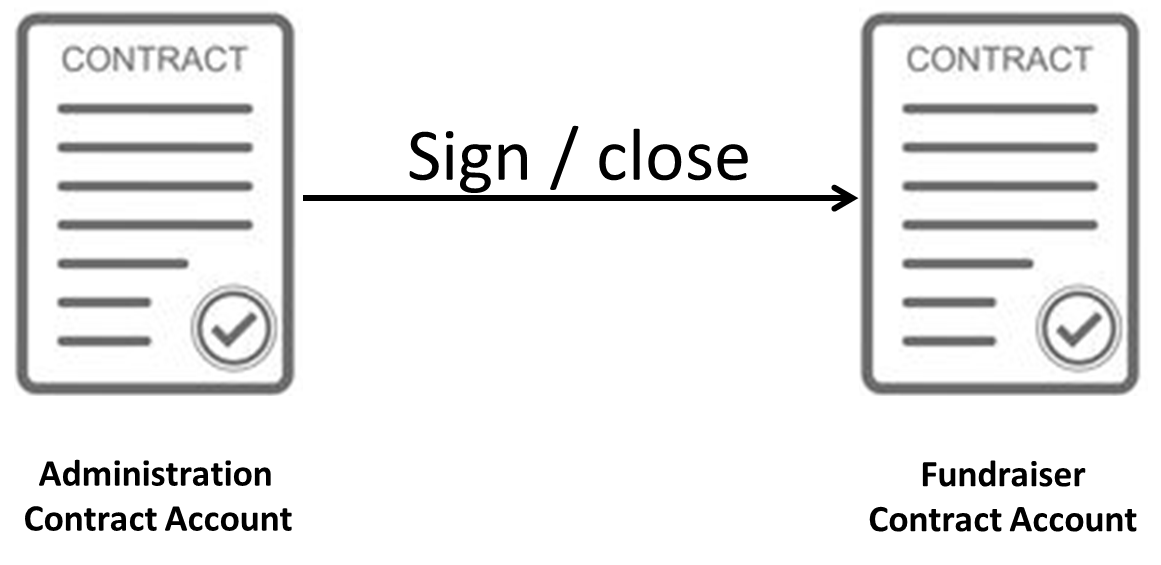 CONTRACT
Sign / close
CONTRACT
Administration
Contract Account
Fundraiser
Contract Account